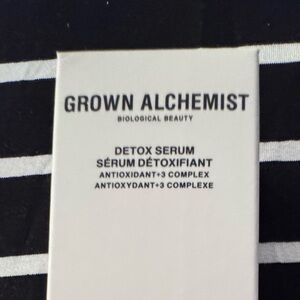 GROWN ALCHEMIST
BIOLOGICAL BEAUTY
DETOX SERUM
SÉRUM DÉTOXIFIANT
ANTIOXIDANT+3 COMPLEX
ANTIOXYDANT+3 COMPLEXE